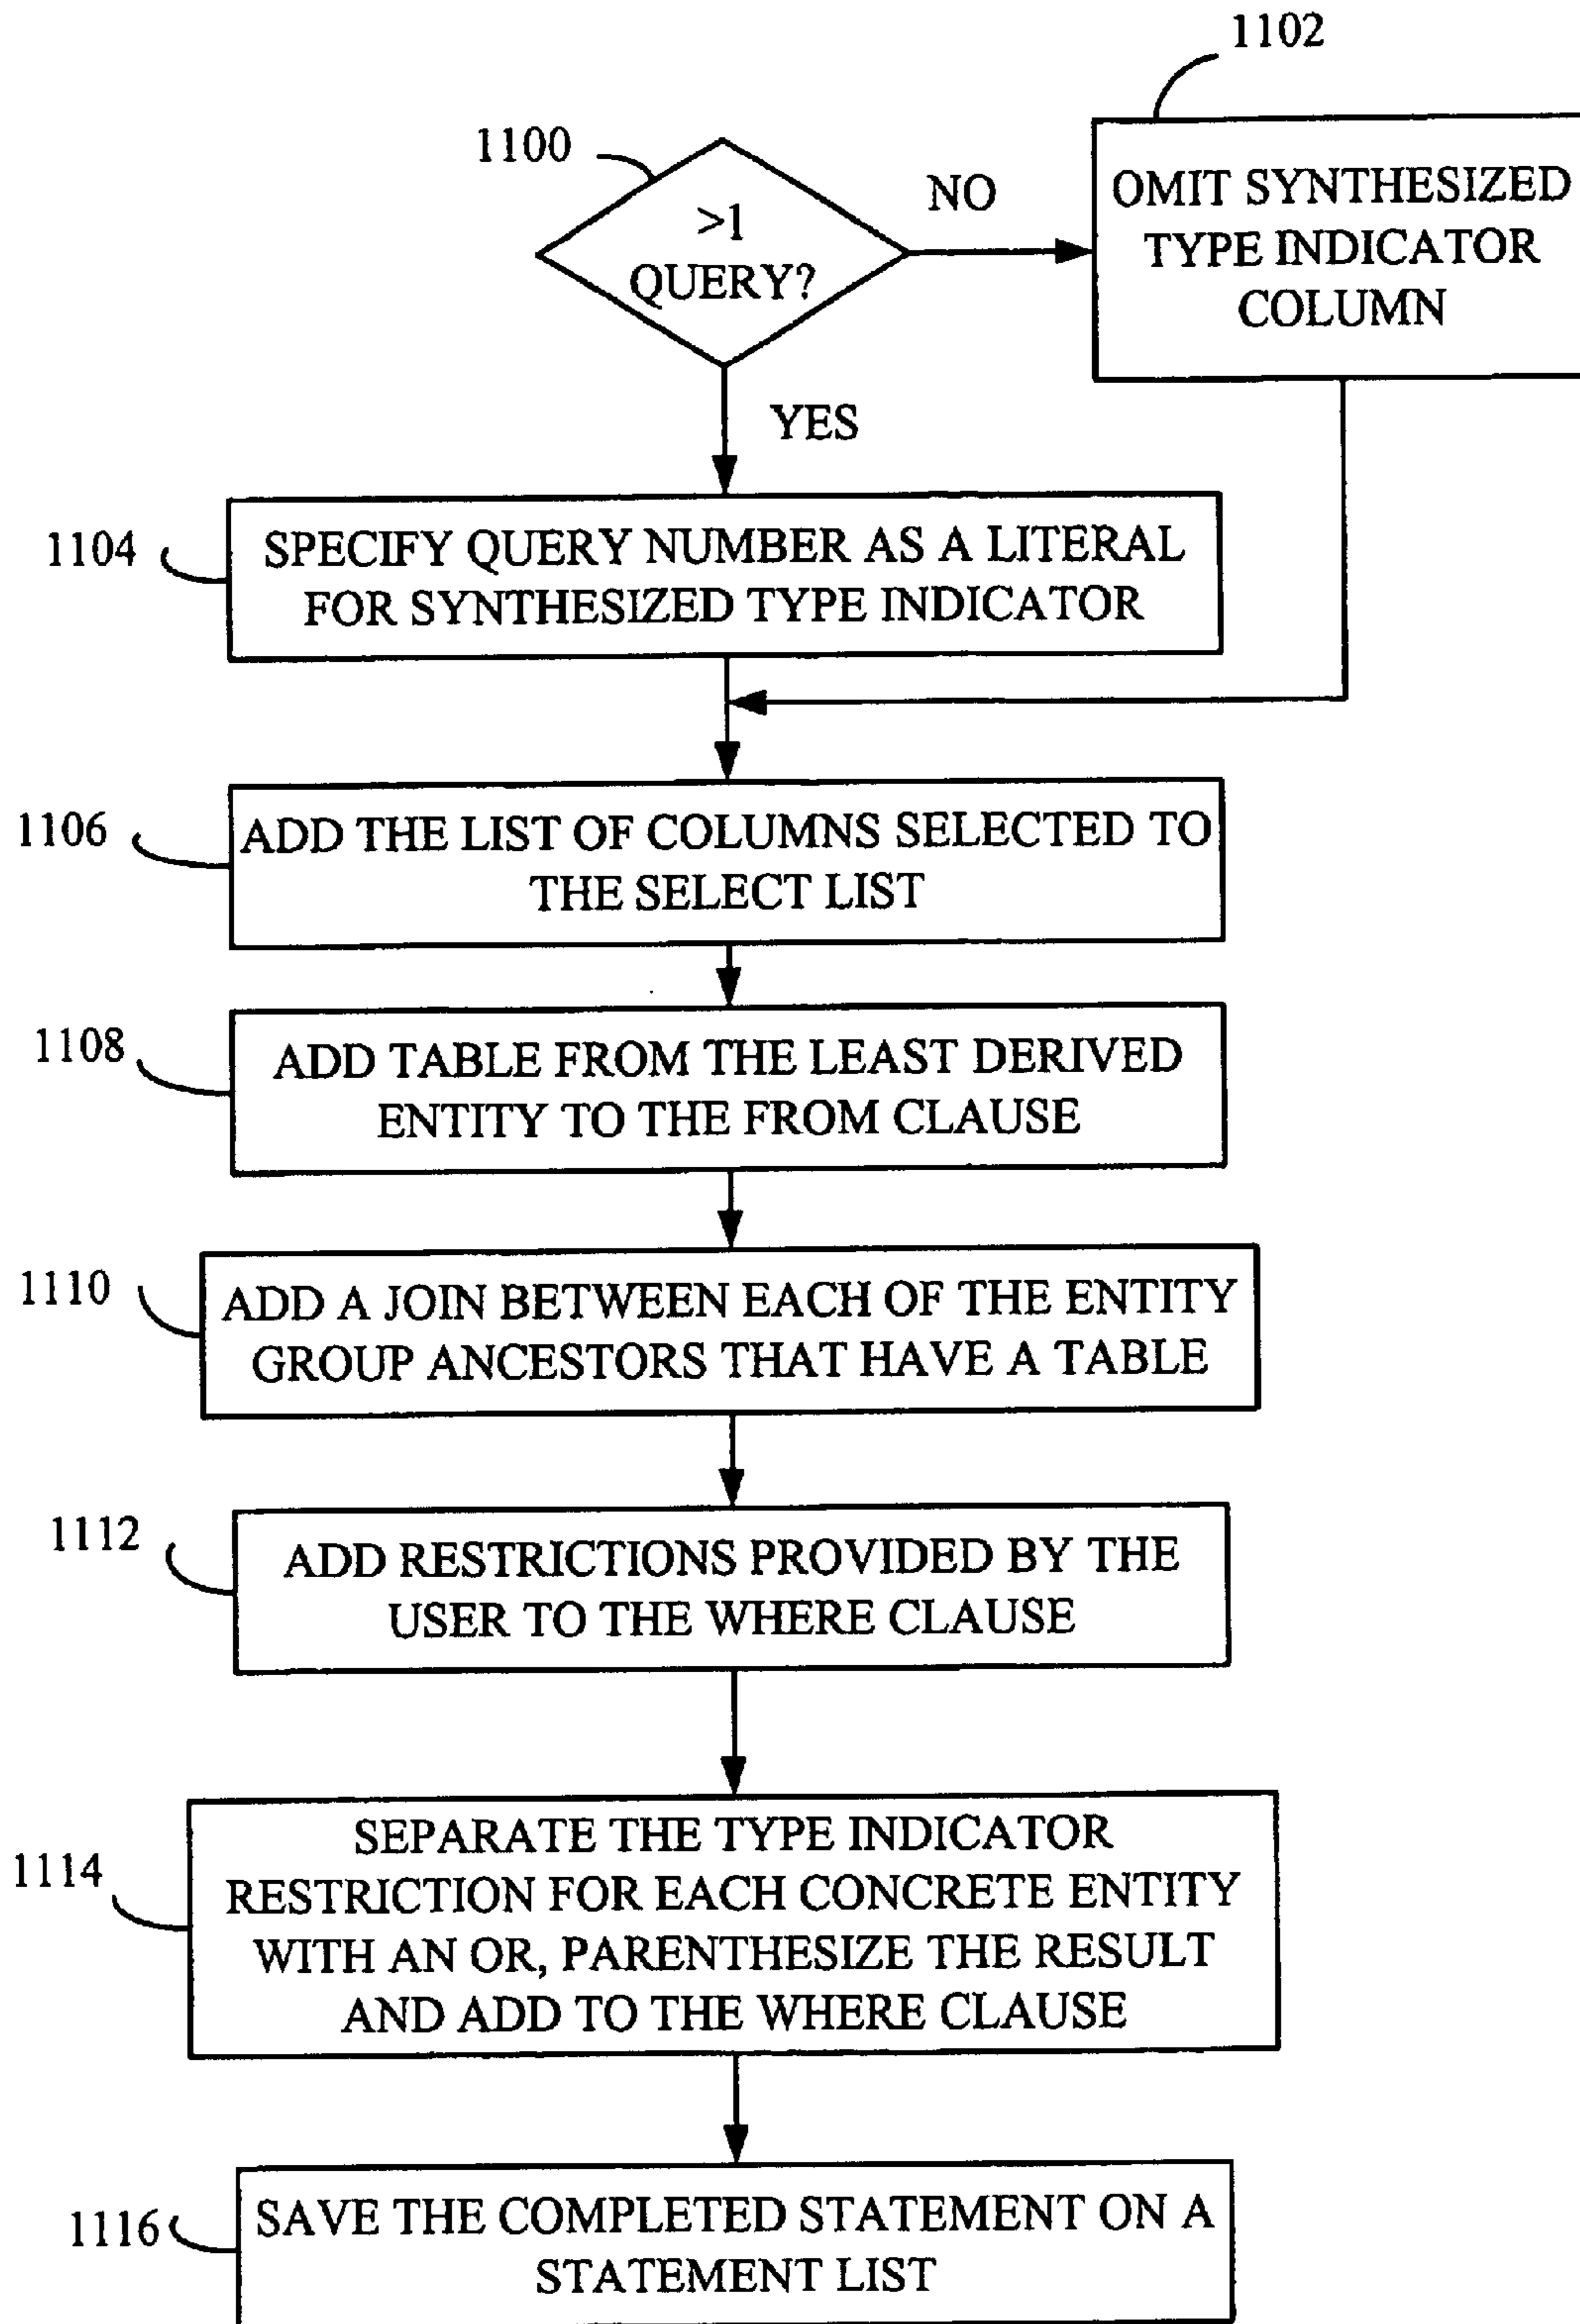 1102
1100
>1
QUERY?
NO
OMIT SYNTHESIZED
TYPE INDICATOR
COLUMN
YES
1104
SPECIFY QUERY NUMBER AS A LITERAL
FOR SYNTHESIZED TYPE INDICATOR
1106
ADD THE LIST OF COLUMNS SELECTED TO
THE SELECT LIST
1108
ADD TABLE FROM THE LEAST DERIVED
ENTITY TO THE FROM CLAUSE
1110
ADD A JOIN BETWEEN EACH OF THE ENTITY
GROUP ANCESTORS THAT HAVE A TABLE
1112
ADD RESTRICTIONS PROVIDED BY THE
USER TO THE WHERE CLAUSE
1114
SEPARATE THE TYPE INDICATOR
RESTRICTION FOR EACH CONCRETE ENTITY
WITH AN OR, PARENTHESIZE THE RESULT
AND ADD TO THE WHERE CLAUSE
1116
SAVE THE COMPLETED STATEMENT ON A
STATEMENT LIST